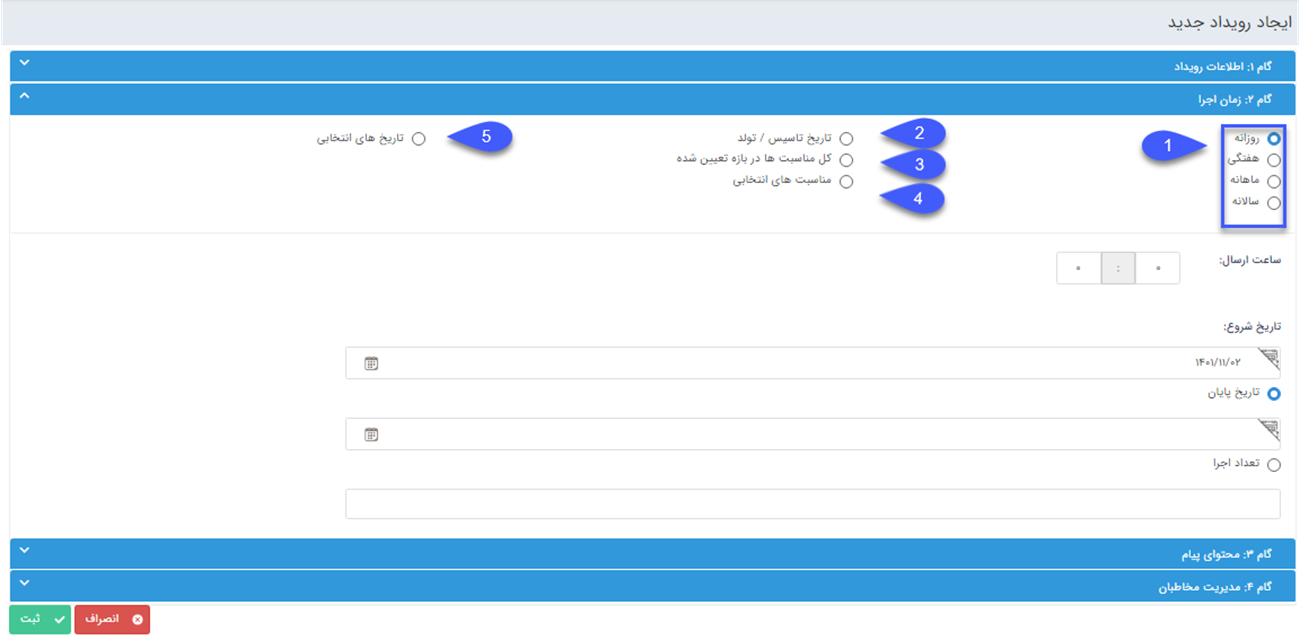 ایجاد رویداد جدید
گام ۱: اطلاعات رویداد
گام ۲: زمان اجرا
روزانه
هفتگی
ماهانه
سالانه
1
تاریخ تاسیس / تولد
کل مناسبت ها در بازه تعیین شده
مناسبت های انتخابی
2
3
4
تاریخ های انتخابی
5
ساعت ارسال:
۰ : ۰
تاریخ شروع:
۱۴۰۱/۱۱/۰۲
تاریخ پایان
تعداد اجرا
گام ۳: محتوای پیام
گام ۴: مدیریت مخاطبان
انصراف
ثبت